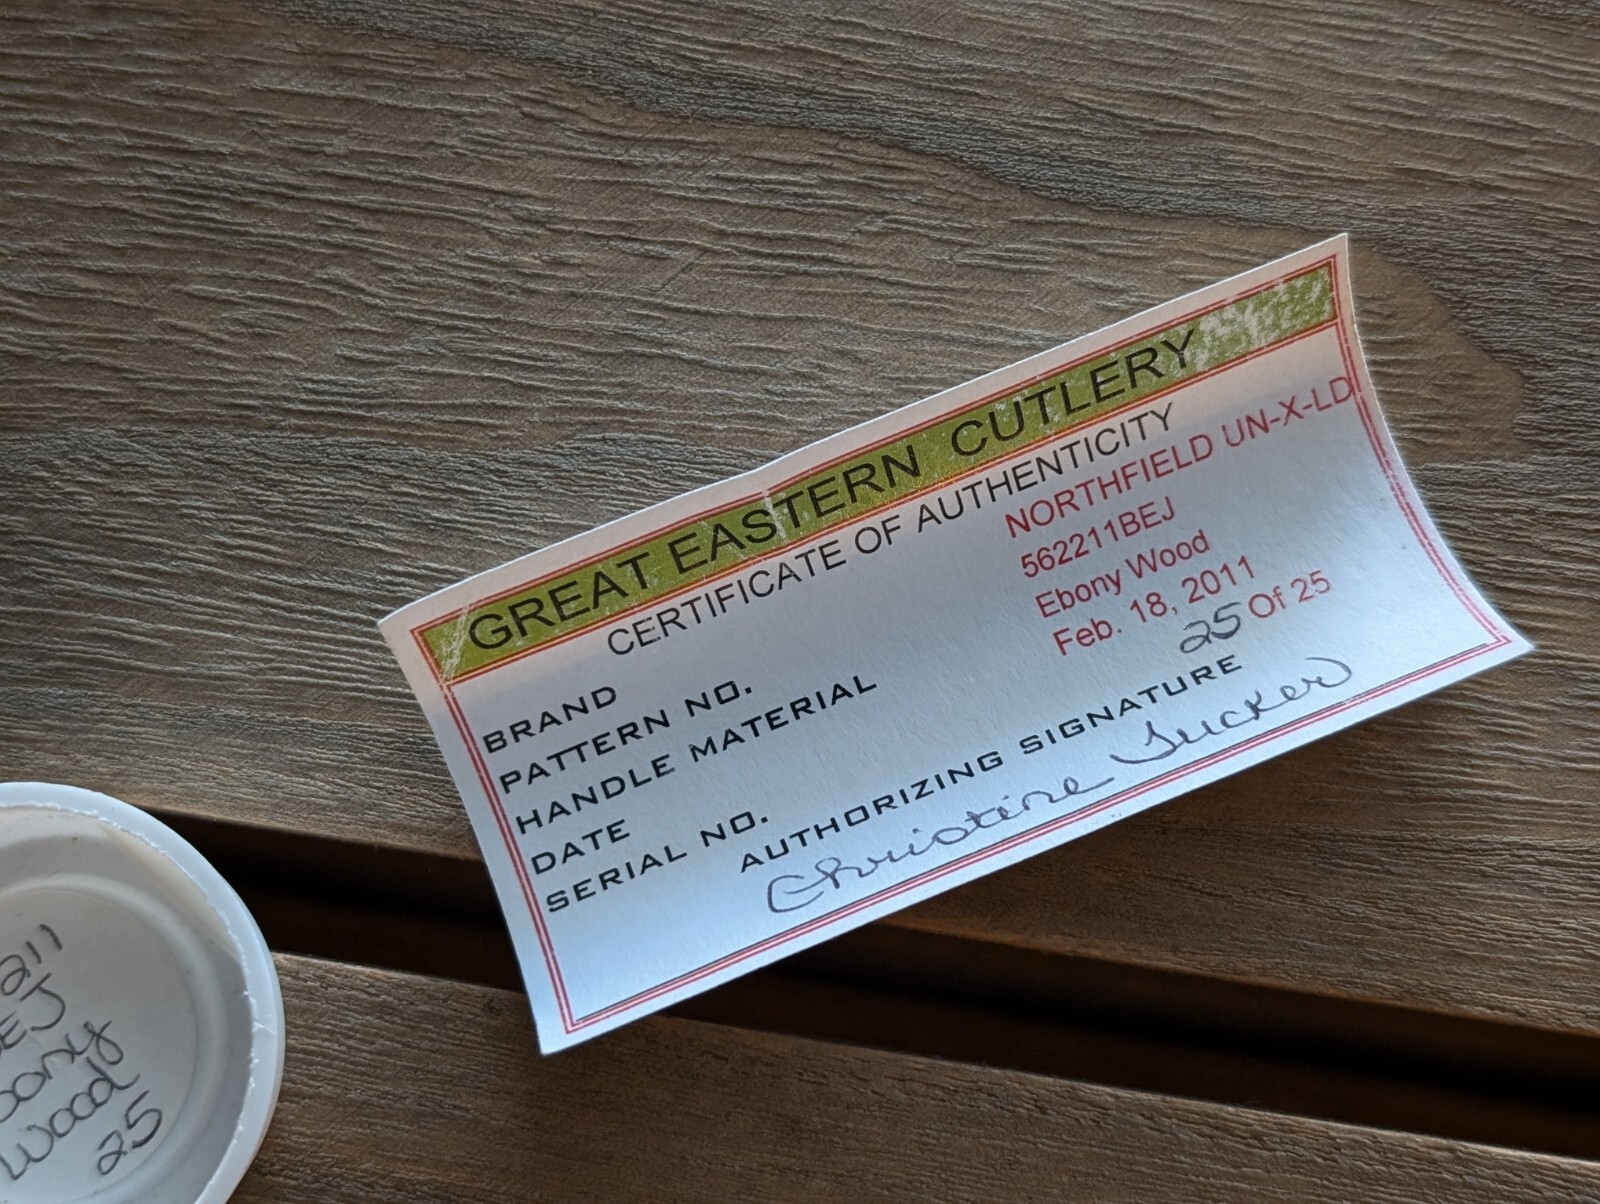 GREAT EASTERN CUTLERY
CERTIFICATE OF AUTHENTICITY
BRAND NORTHFIELD UN-X-LD
PATTERN NO. 562211BEJ
HANDLE MATERIAL Ebony Wood
DATE Feb. 18, 2011
SERIAL NO. 25 Of 25
AUTHORIZING SIGNATURE
Christine Tucker
211
EJ
Wood
25